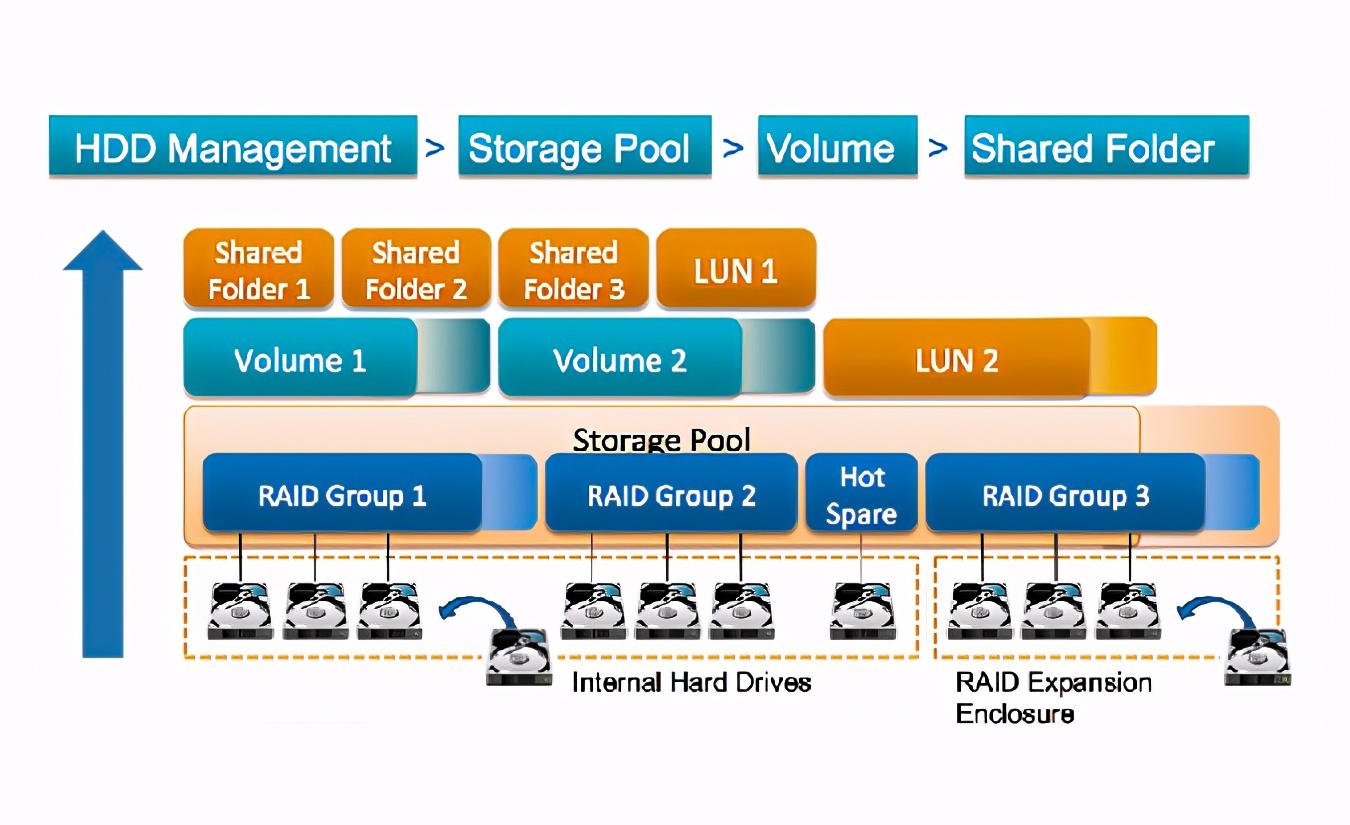 HDD Management > Storage Pool > Volume > Shared Folder
Shared
Folder 1
Shared
Folder 2
Shared
Folder 3
LUN 1
Volume 1
Volume 2
LUN 2
Storage Pool
RAID Group 1
RAID Group 2
Hot
Spare
RAID Group 3
Internal Hard Drives
RAID Expansion
Enclosure